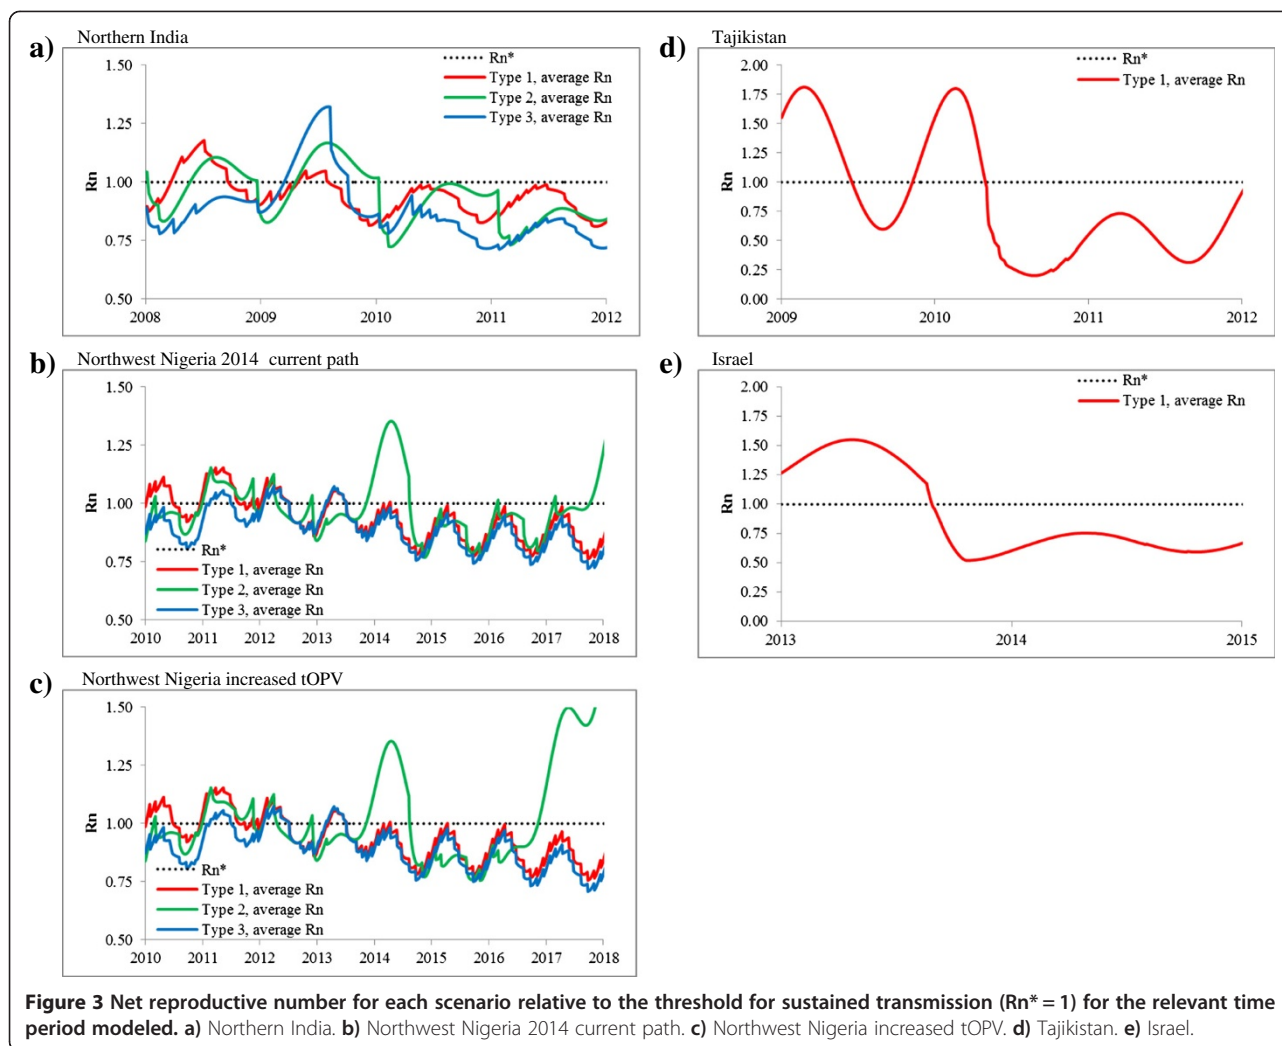 a) Northern India
1.50
1.25
1.00
0.75
0.50
Rn
Rn*
Type 1, average Rn
Type 2, average Rn
Type 3, average Rn
2008 2009 2010 2011 2012
b) Northwest Nigeria 2014 current path
1.50
1.25
1.00
0.75
0.50
Rn
Rn*
Type 1, average Rn
Type 2, average Rn
Type 3, average Rn
2010 2011 2012 2013 2014 2015 2016 2017 2018
c) Northwest Nigeria increased tOPV
1.50
1.25
1.00
0.75
0.50
Rn
Rn*
Type 1, average Rn
Type 2, average Rn
Type 3, average Rn
2010 2011 2012 2013 2014 2015 2016 2017 2018
d) Tajikistan
2.00
1.75
1.50
1.25
1.00
0.75
0.50
0.25
0.00
Rn
Rn*
Type 1, average Rn
2009 2010 2011 2012
e) Israel
2.00
1.75
1.50
1.25
1.00
0.75
0.50
0.25
0.00
Rn
Rn*
Type 1, average Rn
2013 2014 2015
Figure 3 Net reproductive number for each scenario relative to the threshold for sustained transmission (Rn* = 1) for the relevant time
period modeled. a) Northern India. b) Northwest Nigeria 2014 current path. c) Northwest Nigeria increased tOPV. d) Tajikistan. e) Israel.